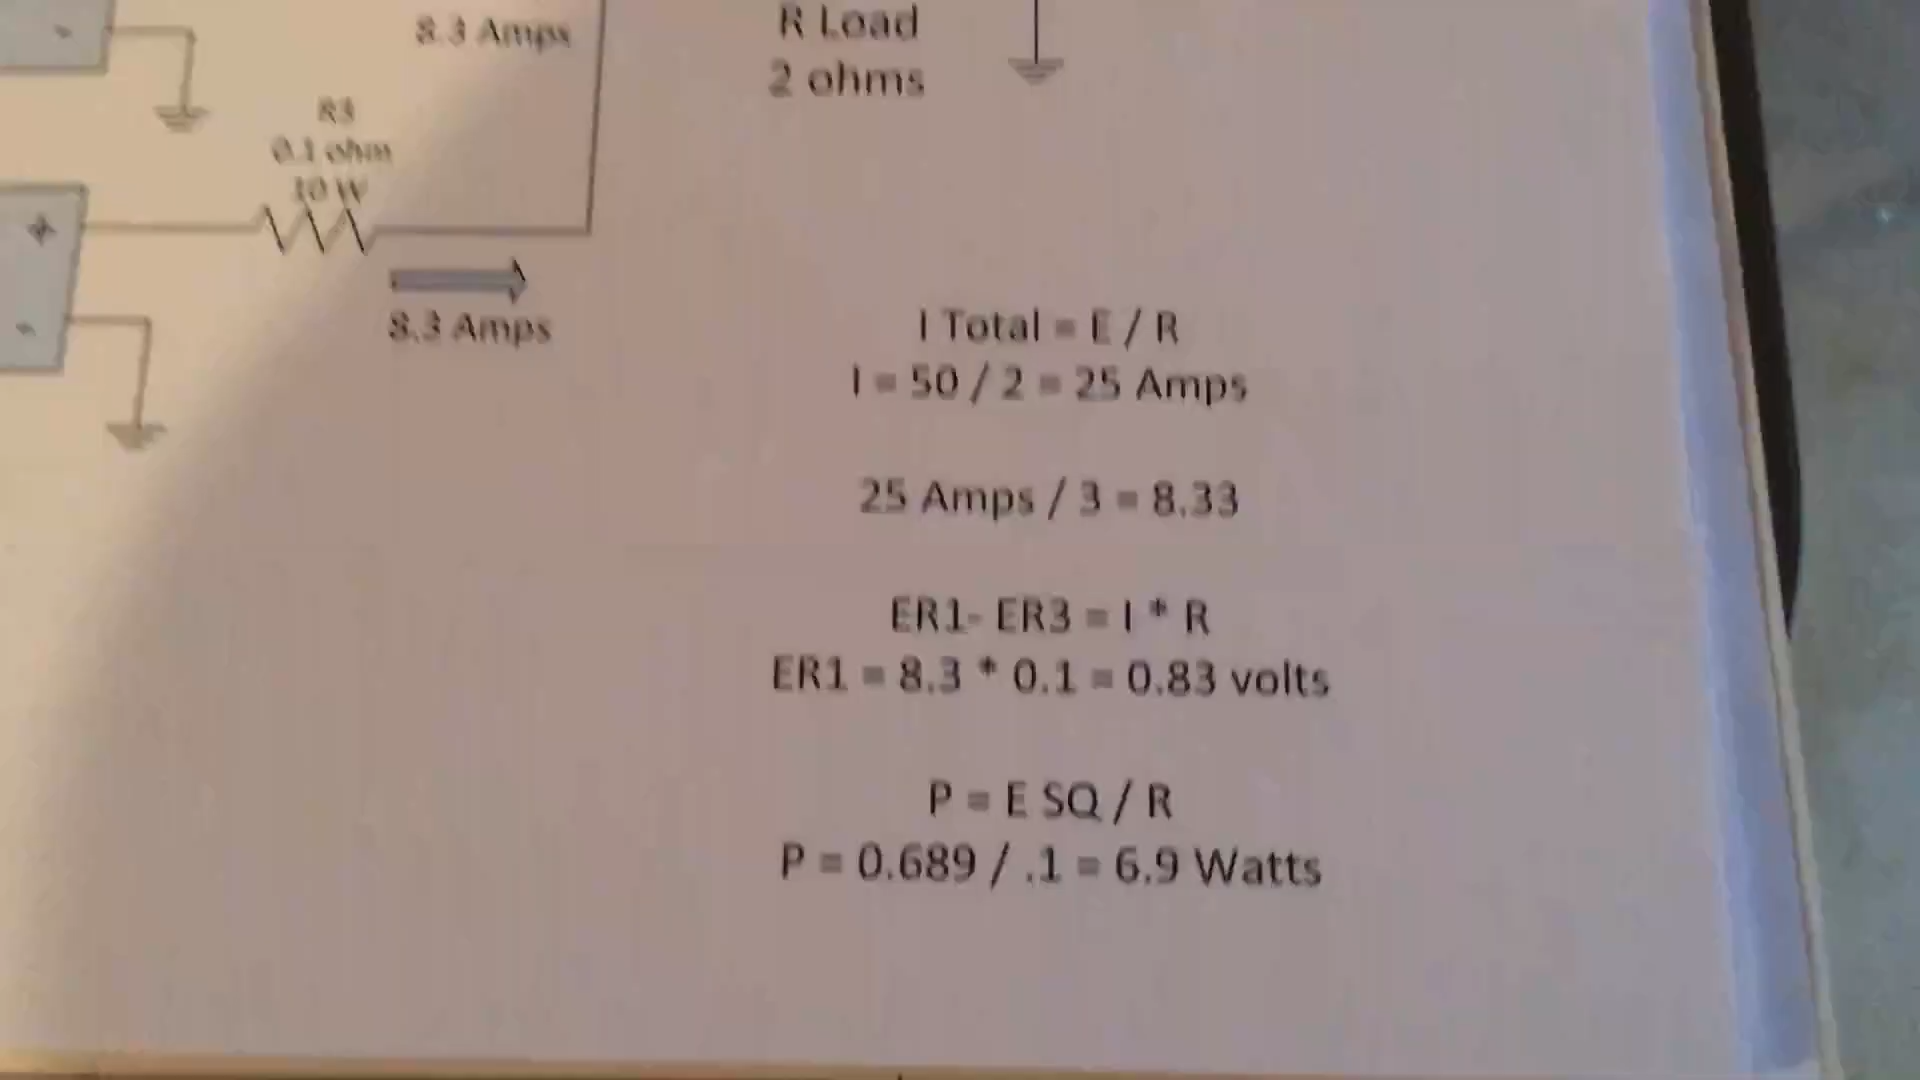 8.3 Amps
R Load
2 ohms
R3
0.1 ohm
10 W
+
-
-
8.3 Amps
I Total = E / R
I = 50 / 2 = 25 Amps
25 Amps / 3 = 8.33
ER1- ER3 = I * R
ER1 = 8.3 * 0.1 = 0.83 volts
P = E SQ / R
P = 0.689 / .1 = 6.9 Watts